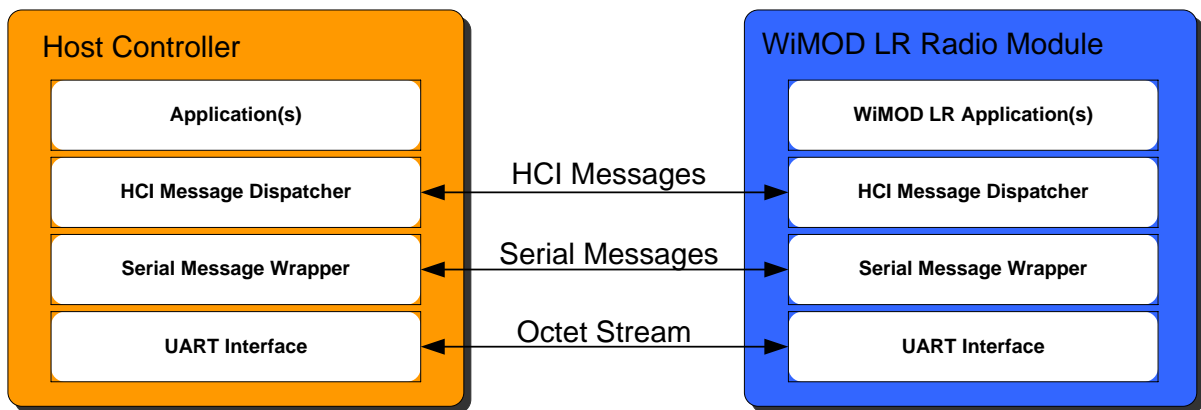 Host Controller
WiMOD LR Radio Module
Application(s)
WiMOD LR Application(s)
HCI Message Dispatcher
HCI Messages
HCI Message Dispatcher
Serial Message Wrapper
Serial Messages
Serial Message Wrapper
UART Interface
Octet Stream
UART Interface